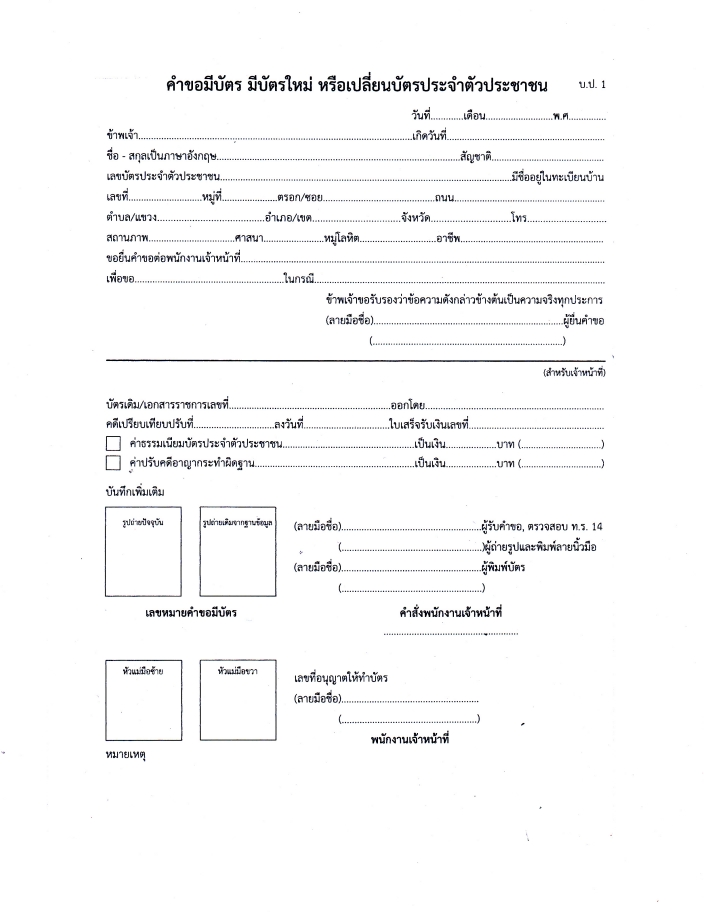 คำขอมีบัตร มีบัตรใหม่ หรือเปลี่ยนบัตรประจำตัวประชาชน บ.ป. 1
วันที่............เดือน.........................พ.ศ..............
ข้าพเจ้า.....................................................................................................เกิดวันที่..........................................................
ชื่อ - สกุลเป็นภาษาอังกฤษ.........................................................................................สัญชาติ..........................................
เลขบัตรประจำตัวประชาชน............................................................................................................มีชื่ออยู่ในทะเบียนบ้าน
เลขที่...........................หมู่ที่....................ตรอก/ซอย.........................................ถนน.......................................................
ตำบล/แขวง.......................................อำเภอ/เขต................................จังหวัด..............................โทร............................
สถานภาพ...............................ศาสนา......................หมู่โลหิต............................อาชีพ..............................................................
ขอยื่นคำขอต่อพนักงานเจ้าหน้าที่......................................................................................................................................
เพื่อขอ.......................................................ในกรณี..........................................................................................................
ข้าพเจ้าขอรับรองว่าข้อความดังกล่าวข้างต้นเป็นความจริงทุกประการ
(ลายมือชื่อ).....................................................................ผู้ยื่นคำขอ
(......................................................................)
(สำหรับเจ้าหน้าที่)
บัตรเดิม/เอกสารราชการเลขที่...........................................................ออกโดย.................................................................
คดีเปรียบเทียบปรับที่..............................ลงวันที่...............................ใบเสร็จรับเงินเลขที่..................................................
ค่าธรรมเนียมบัตรประจำตัวประชาชน................................................เป็นเงิน...................บาท (..............................)
ค่าปรับคดีอาญากระทำผิดฐาน..........................................................เป็นเงิน...................บาท (..............................)
บันทึกเพิ่มเติม
รูปถ่ายปัจจุบัน รูปถ่ายเดิมจากฐานข้อมูล
(ลายมือชื่อ)....................................................ผู้รับคำขอ, ตรวจสอบ ท.ร. 14
(....................................................)ผู้ถ่ายรูปและพิมพ์ลายนิ้วมือ
(ลายมือชื่อ)....................................................ผู้พิมพ์บัตร
(....................................................)
เลขหมายคำขอมีบัตร คำสั่งพนักงานเจ้าหน้าที่
.................................................
หัวแม่มือซ้าย หัวแม่มือขวา
เลขที่อนุญาตให้ทำบัตร
(ลายมือชื่อ)..................................................
(..................................................)
พนักงานเจ้าหน้าที่
หมายเหตุ